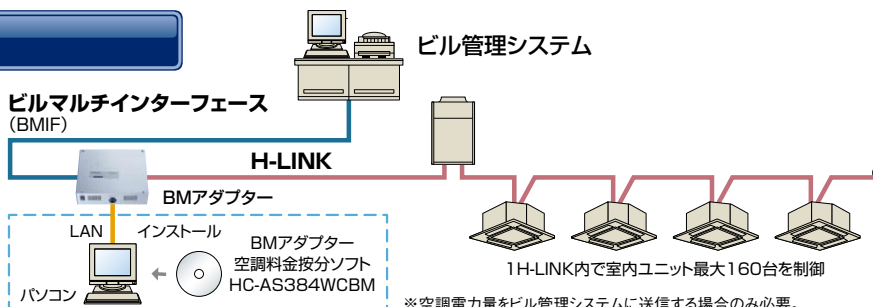 ビル管理システム
ビルマルチインターフェース
（BMIF）
H-LINK
BMアダプター
LAN
インストール
BMアダプター
空調料金按分ソフト
HC-AS384WCBM
パソコン
1H-LINK内で室内ユニット最大160台を制御
※空調電力量をビル管理システムに送信する場合のみ必要。